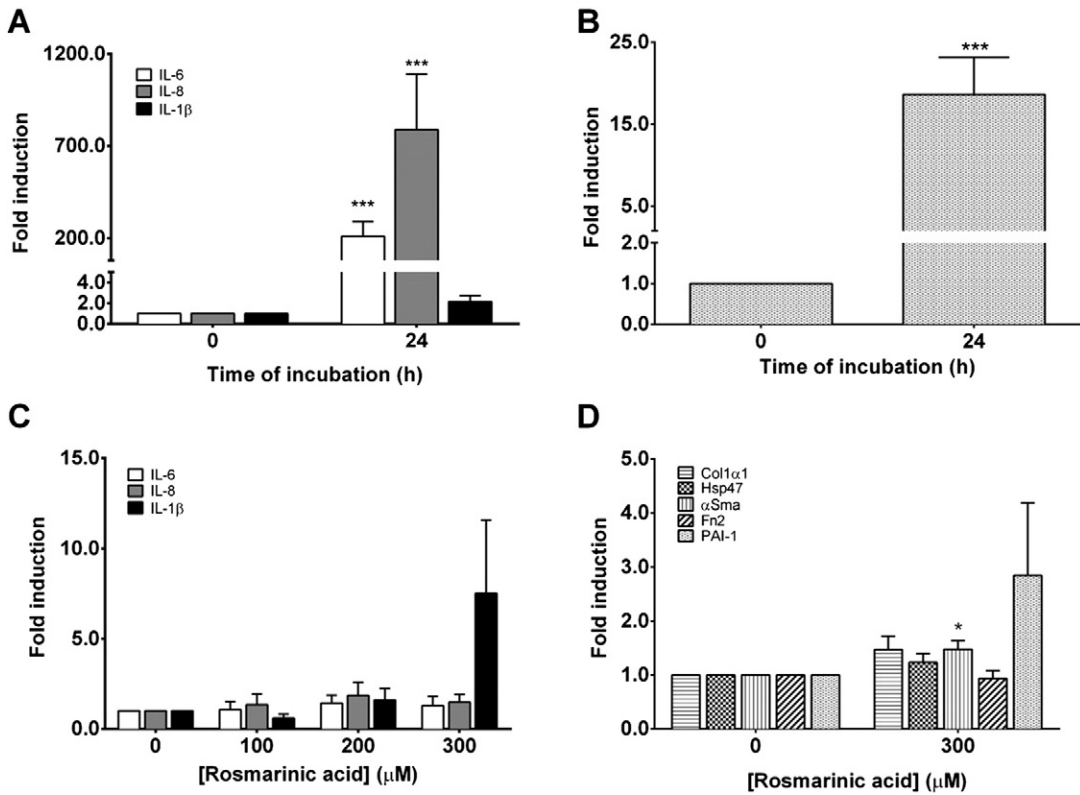 A
Fold induction
1200.0
700.0
200.0
4.0
2.0
0.0
IL-6
IL-8
IL-1β
***
***
0
24
Time of incubation (h)
B
Fold induction
25.0
15.0
5.0
2.0
1.0
0.0
***
0
24
Time of incubation (h)
C
Fold induction
15.0
10.0
5.0
0.0
IL-6
IL-8
IL-1β
0
100
200
300
[Rosmarinic acid] (μM)
D
Fold induction
5.0
4.0
3.0
2.0
1.0
0.0
Col1α1
Hsp47
αSma
Fn2
PAI-1
*
0
300
[Rosmarinic acid] (μM)